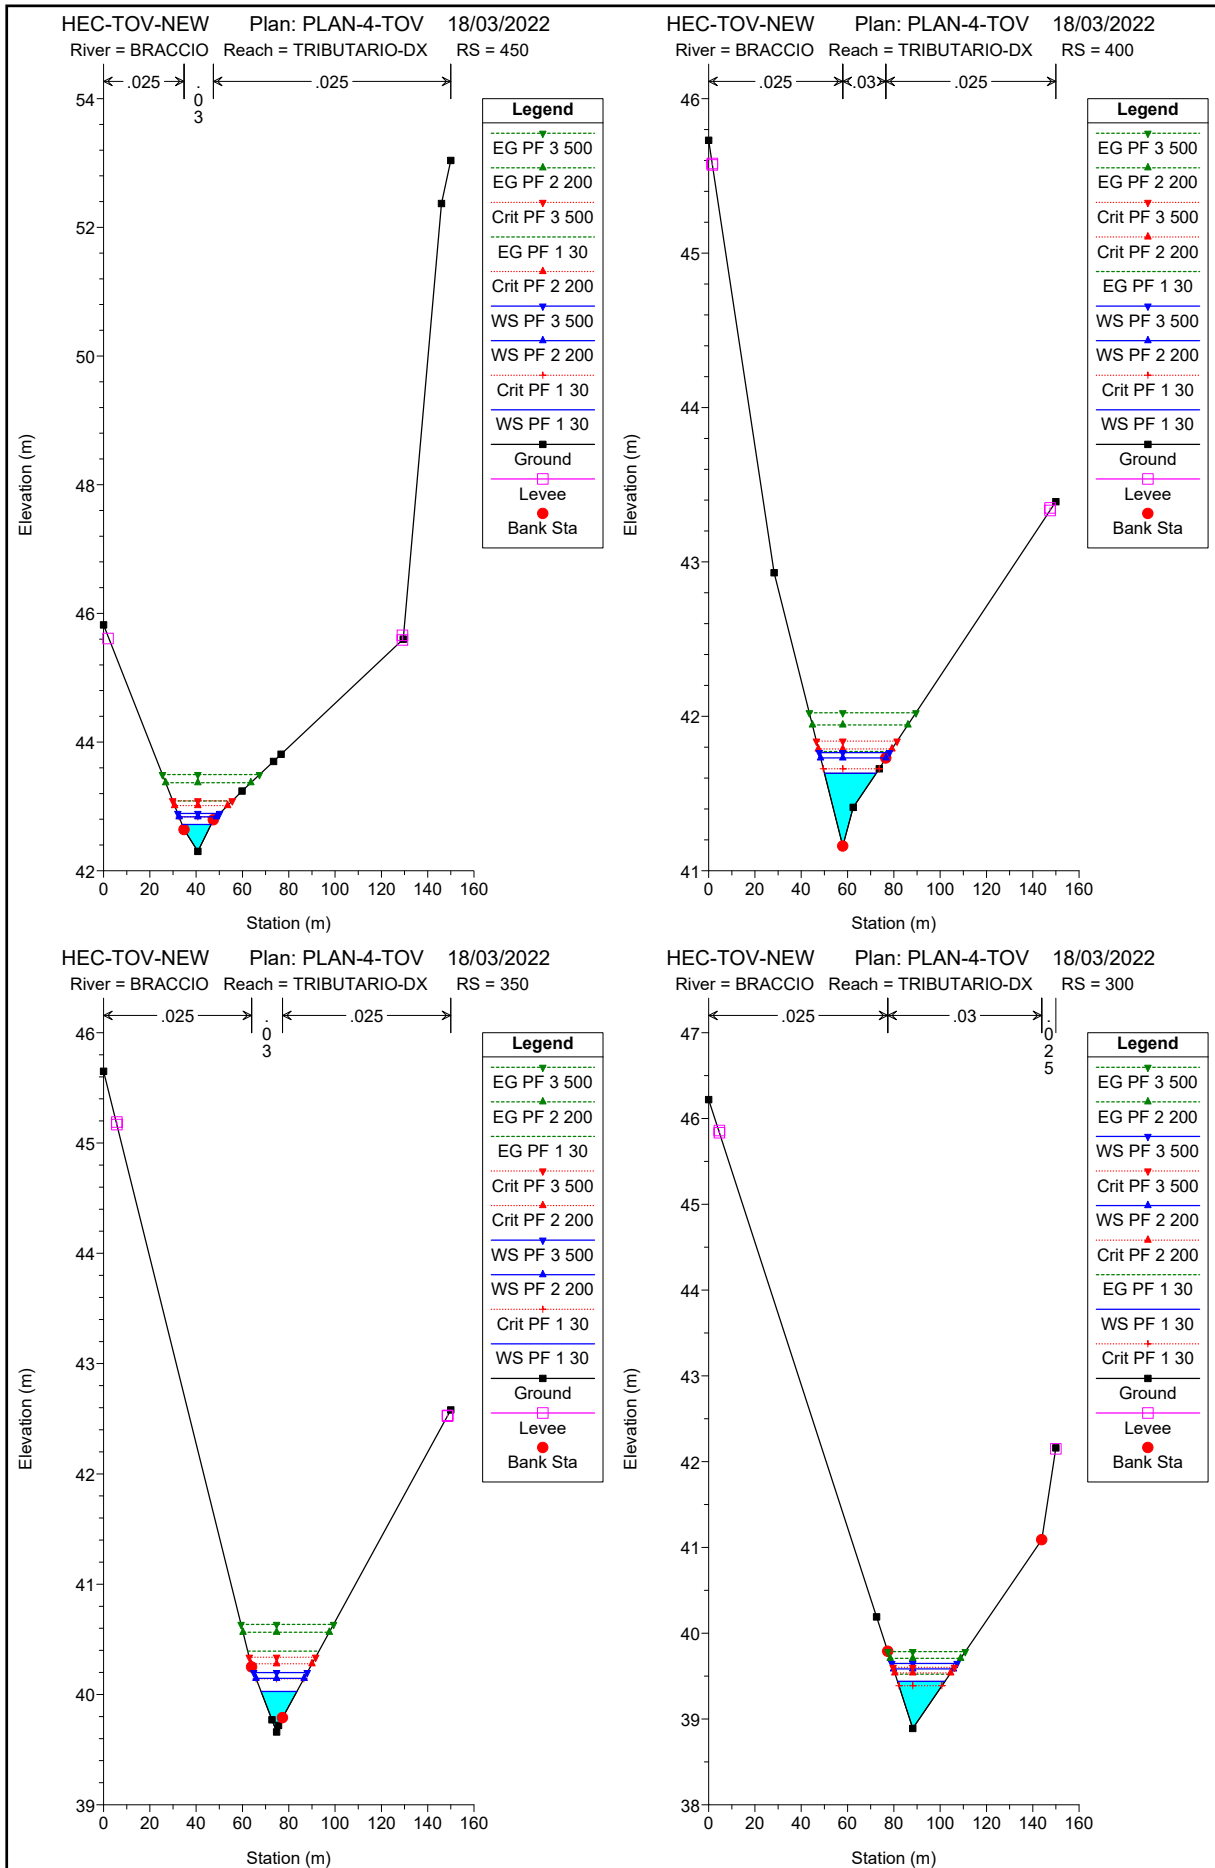 HEC-TOV-NEW Plan: PLAN-4-TOV 18/03/2022
River = BRACCIO Reach = TRIBUTARIO-DX RS = 450
.025 .03 .025
54
52
50
48
46
44
42
Elevation (m)
0 20 40 60 80 100 120 140 160
Station (m)
Legend
EG PF 3 500
EG PF 2 200
Crit PF 3 500
EG PF 1 30
Crit PF 2 200
WS PF 3 500
WS PF 2 200
Crit PF 1 30
WS PF 1 30
Ground
Levee
Bank Sta
HEC-TOV-NEW Plan: PLAN-4-TOV 18/03/2022
River = BRACCIO Reach = TRIBUTARIO-DX RS = 400
.025 .03 .025
46
45
44
43
42
41
Elevation (m)
0 20 40 60 80 100 120 140 160
Station (m)
Legend
EG PF 3 500
EG PF 2 200
Crit PF 3 500
Crit PF 2 200
EG PF 1 30
WS PF 3 500
WS PF 2 200
Crit PF 1 30
WS PF 1 30
Ground
Levee
Bank Sta
HEC-TOV-NEW Plan: PLAN-4-TOV 18/03/2022
River = BRACCIO Reach = TRIBUTARIO-DX RS = 350
.025 .03 .025
46
45
44
43
42
41
40
39
Elevation (m)
0 20 40 60 80 100 120 140 160
Station (m)
Legend
EG PF 3 500
EG PF 2 200
EG PF 1 30
Crit PF 3 500
Crit PF 2 200
WS PF 3 500
WS PF 2 200
Crit PF 1 30
WS PF 1 30
Ground
Levee
Bank Sta
HEC-TOV-NEW Plan: PLAN-4-TOV 18/03/2022
River = BRACCIO Reach = TRIBUTARIO-DX RS = 300
.025 .03 .025
47
46
45
44
43
42
41
40
39
38
Elevation (m)
0 20 40 60 80 100 120 140 160
Station (m)
Legend
EG PF 3 500
EG PF 2 200
WS PF 3 500
Crit PF 3 500
WS PF 2 200
Crit PF 2 200
EG PF 1 30
WS PF 1 30
Crit PF 1 30
Ground
Levee
Bank Sta